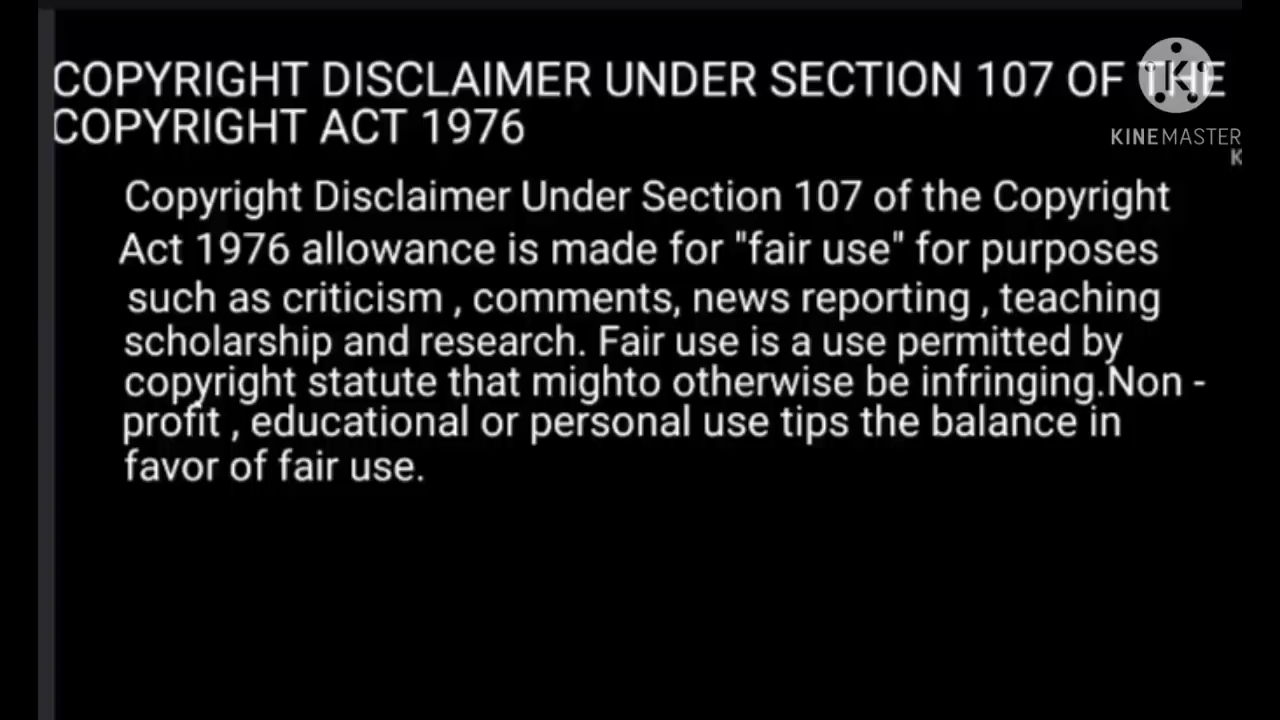 COPYRIGHT DISCLAIMER UNDER SECTION 107 OF THE
COPYRIGHT ACT 1976
KINEMASTER
K
Copyright Disclaimer Under Section 107 of the Copyright
Act 1976 allowance is made for "fair use" for purposes
such as criticism , comments, news reporting , teaching
scholarship and research. Fair use is a use permitted by
copyright statute that mighto otherwise be infringing.Non -
profit , educational or personal use tips the balance in
favor of fair use.